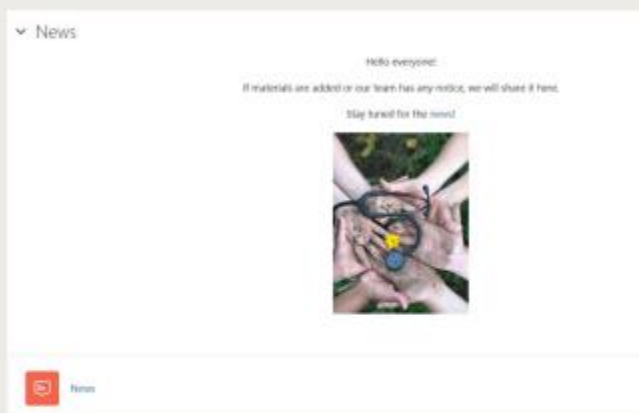 News
Hello everyone!
If materials are added or our team has any notice, we will share it here.
Stay tuned for the news!
News